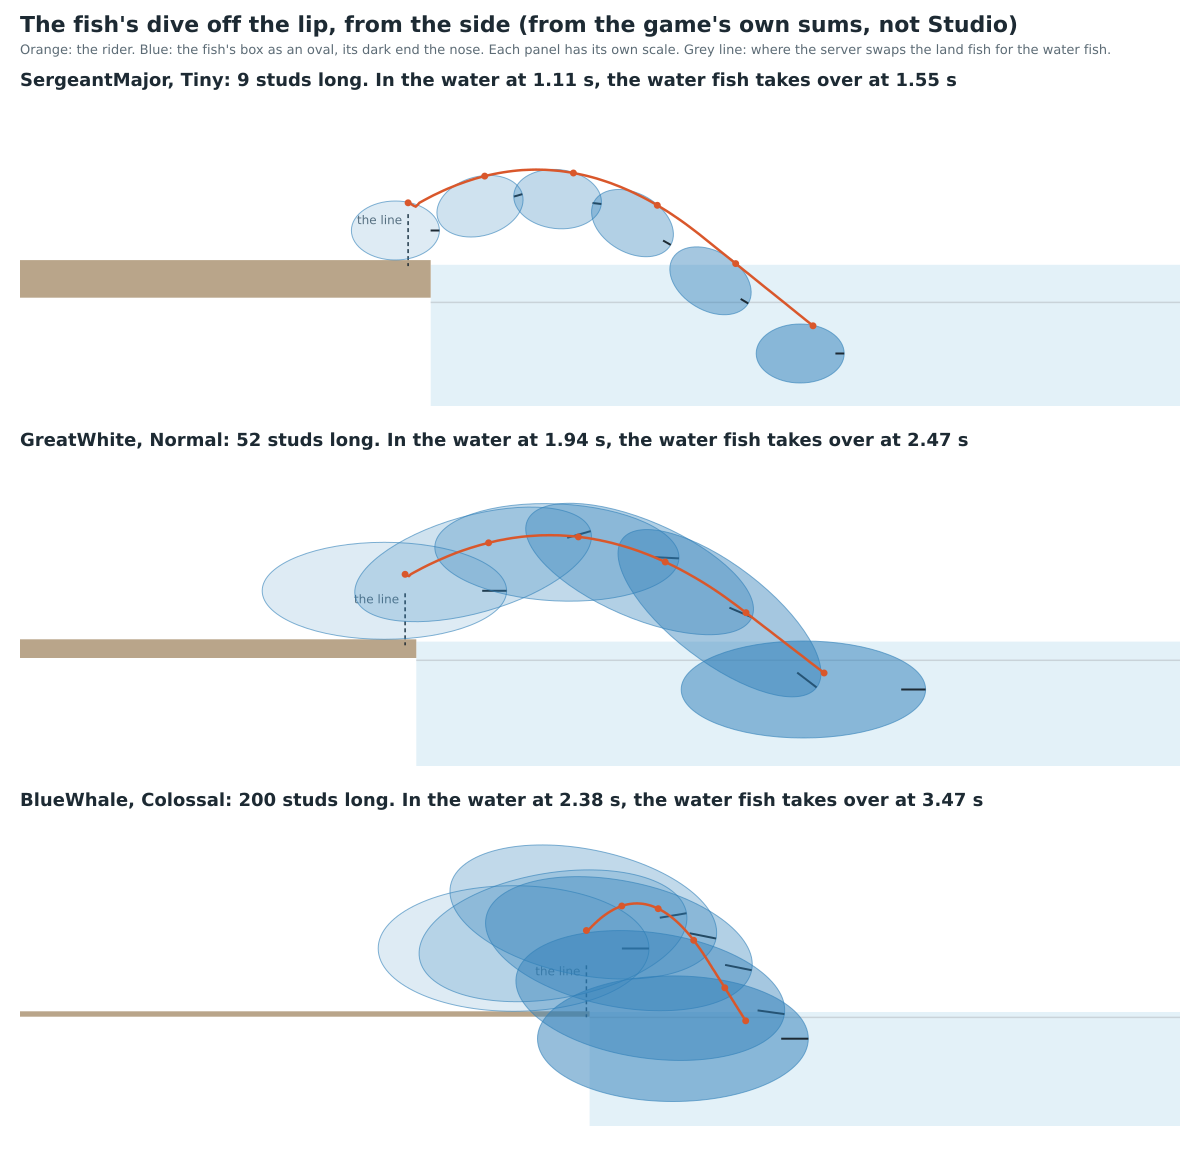 The fish's dive off the lip, from the side (from the game's own sums, not Studio)
Orange: the rider. Blue: the fish's box as an oval, its dark end the nose. Each panel has its own scale. Grey line: where the server swaps the land fish for the water fish.
SergeantMajor, Tiny: 9 studs long. In the water at 1.11 s, the water fish takes over at 1.55 s
the line
GreatWhite, Normal: 52 studs long. In the water at 1.94 s, the water fish takes over at 2.47 s
the line
BlueWhale, Colossal: 200 studs long. In the water at 2.38 s, the water fish takes over at 3.47 s
the line